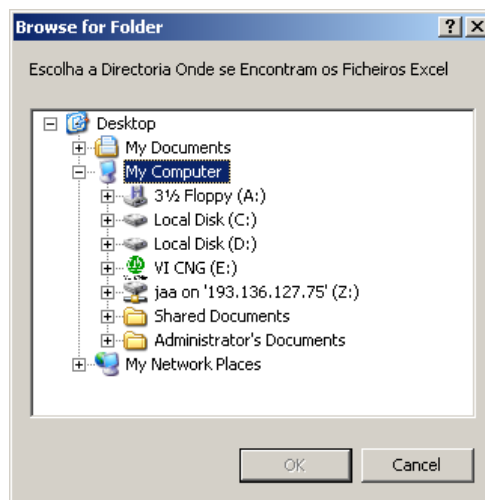 Browse for Folder
Escolha a Directoria Onde se Encontram os Ficheiros Excel
Desktop
My Documents
My Computer
3½ Floppy (A:)
Local Disk (C:)
Local Disk (D:)
VI CNG (E:)
jaa on '193.136.127.75' (Z:)
Shared Documents
Administrator's Documents
My Network Places
OK Cancel